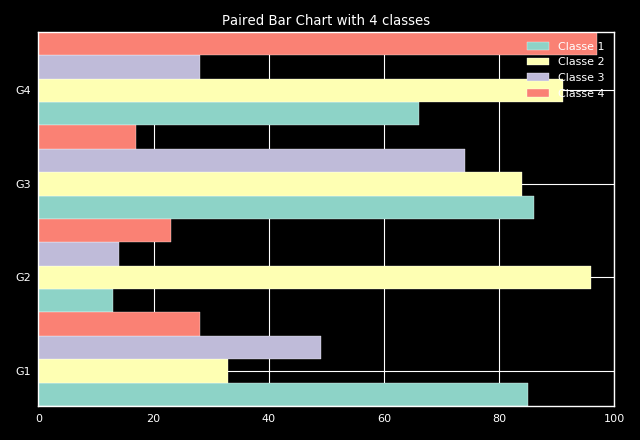 Paired Bar Chart with 4 classes
Classe 1
Classe 2
Classe 3
Classe 4
G4
G3
G2
G1
0 20 40 60 80 100